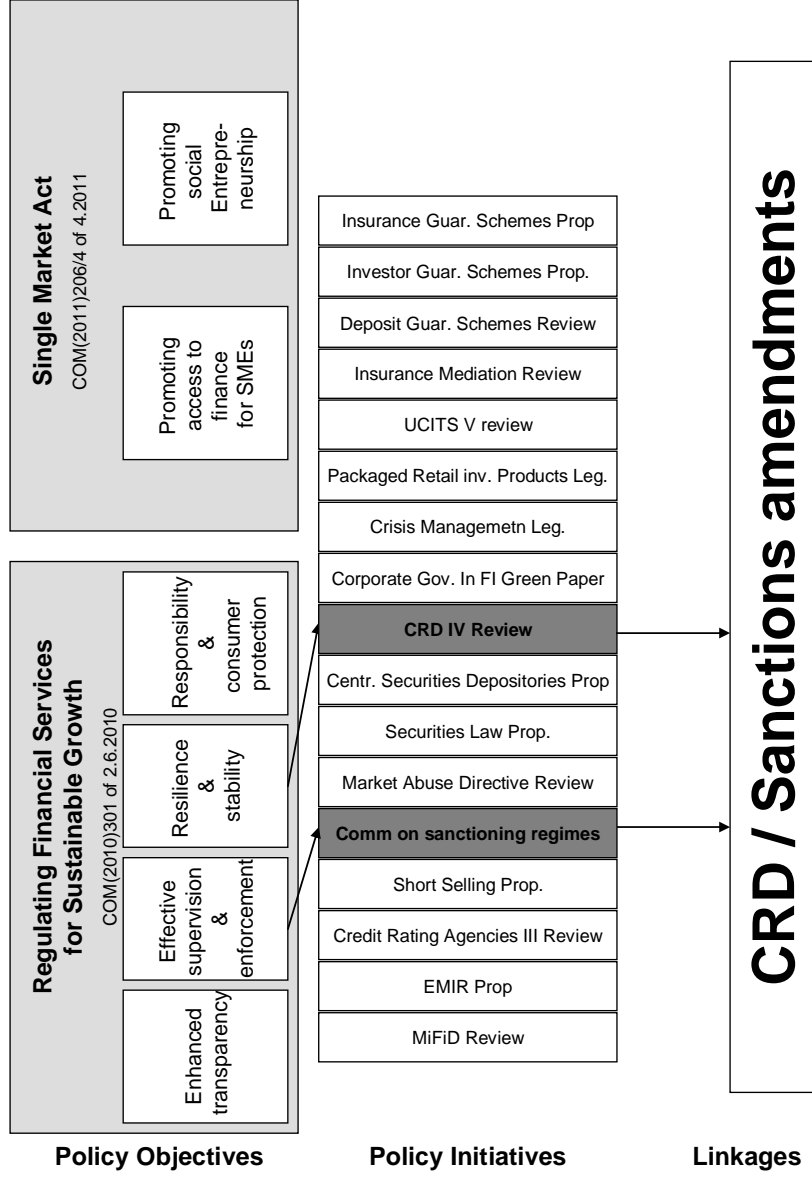 Single Market Act
COM(2011)206/4 of 4.2011
Promoting
social
Entrepre-
neurship
Promoting
access to
finance
for SMEs
Regulating Financial Services
for Sustainable Growth
COM(2010)301 of 2.6.2010
Responsibility
&
consumer
protection
Resilience
&
stability
Effective
supervision
&
enforcement
Enhanced
transparency
Policy Objectives
Insurance Guar. Schemes Prop
Investor Guar. Schemes Prop.
Deposit Guar. Schemes Review
Insurance Mediation Review
UCITS V review
Packaged Retail inv. Products Leg.
Crisis Managemetn Leg.
Corporate Gov. In FI Green Paper
CRD IV Review
Centr. Securities Depositories Prop
Securities Law Prop.
Market Abuse Directive Review
Comm on sanctioning regimes
Short Selling Prop.
Credit Rating Agencies III Review
EMIR Prop
MiFiD Review
Policy Initiatives
CRD / Sanctions amendments
Linkages